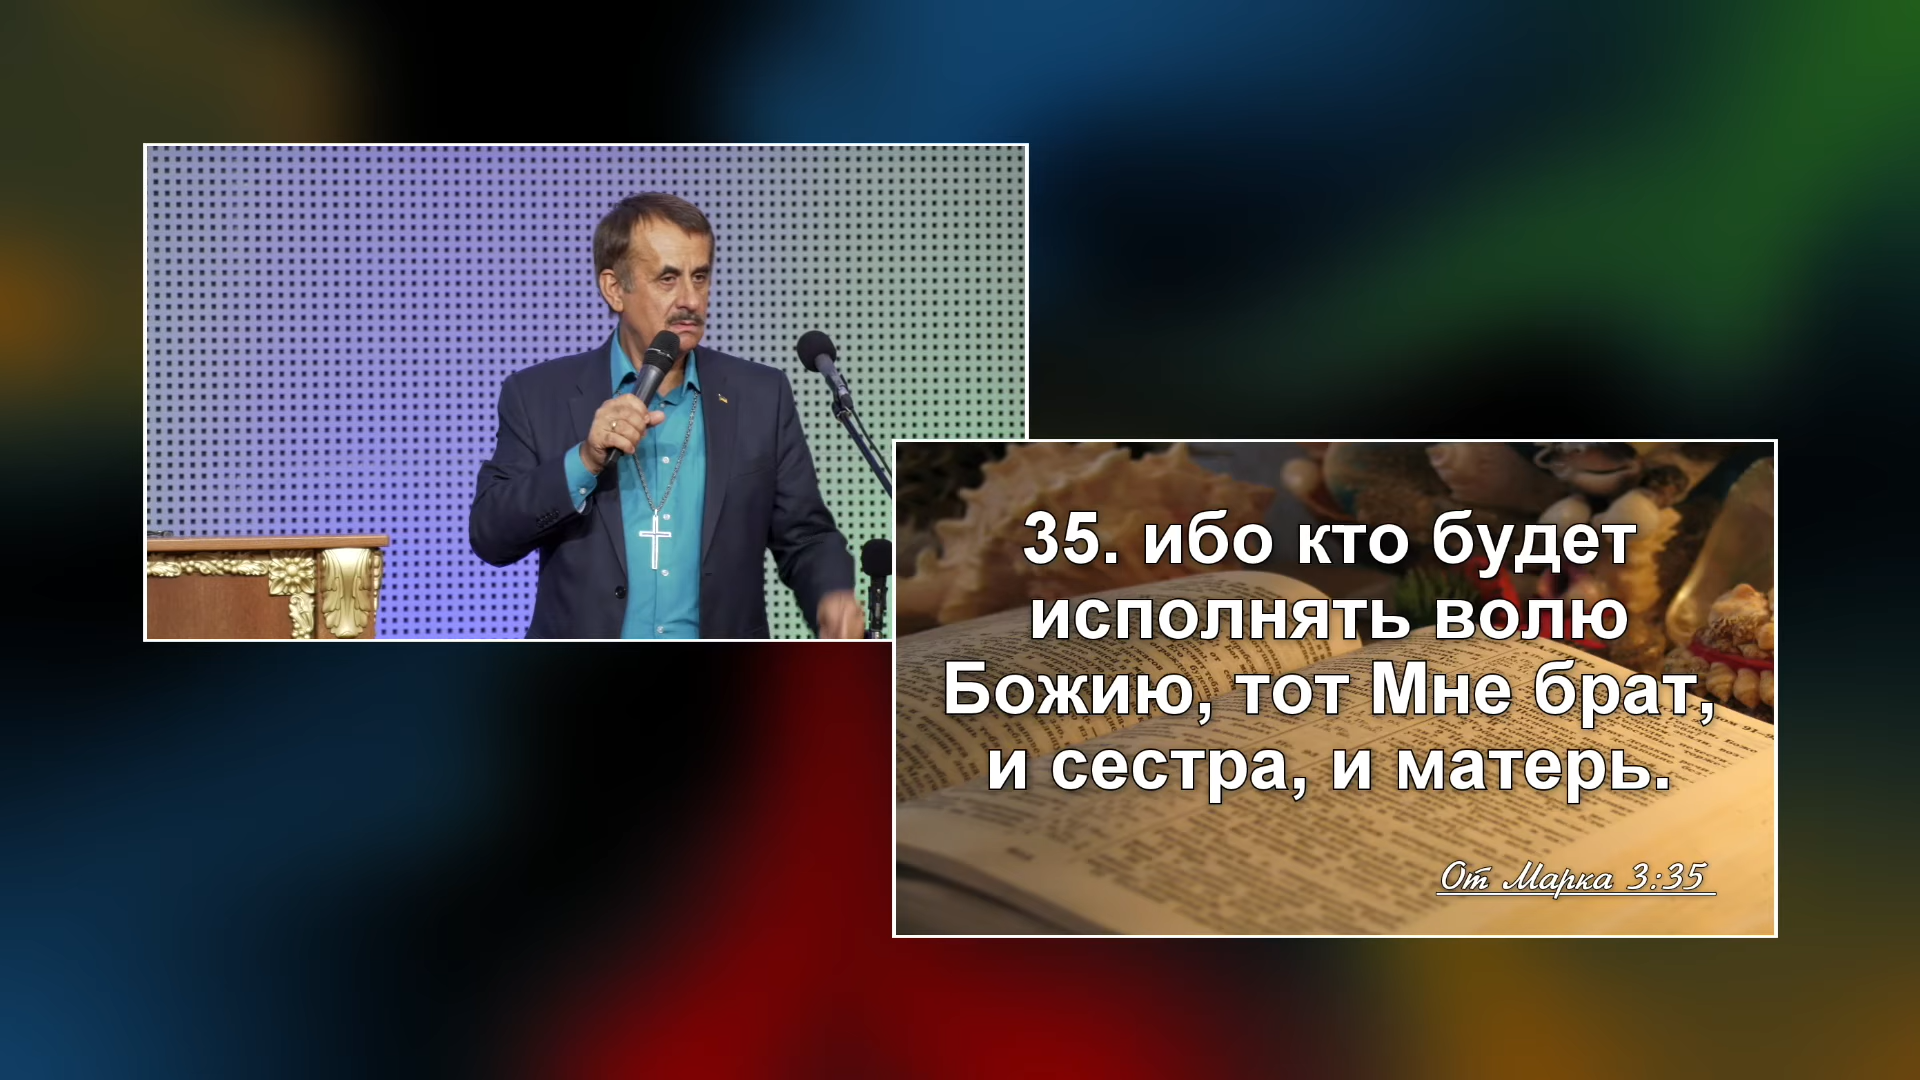 35. ибо кто будет
исполнять волю
Божию, тот Мне брат,
и сестра, и матерь.
От Марка 3:35